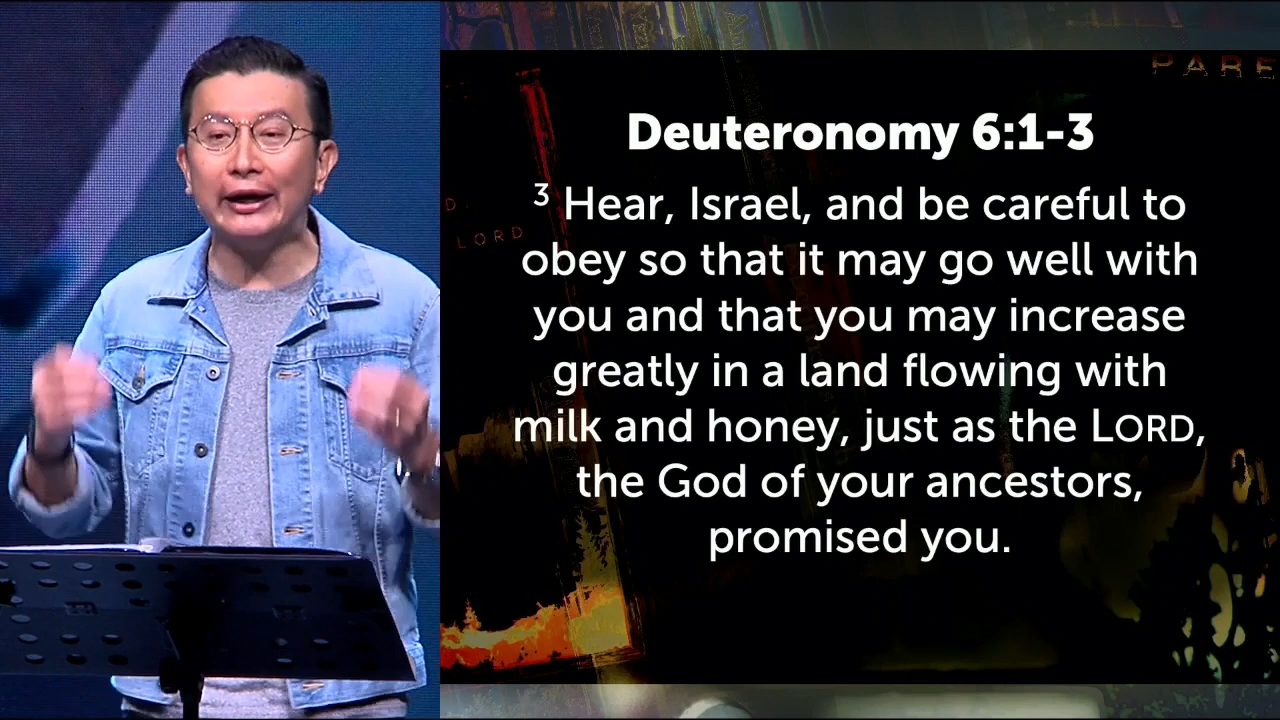 PARE
Deuteronomy 6:1-3
3 Hear, Israel, and be careful to
obey so that it may go well with
you and that you may increase
greatly in a land flowing with
milk and honey, just as the LORD,
the God of your ancestors,
promised you.
D.
LORD